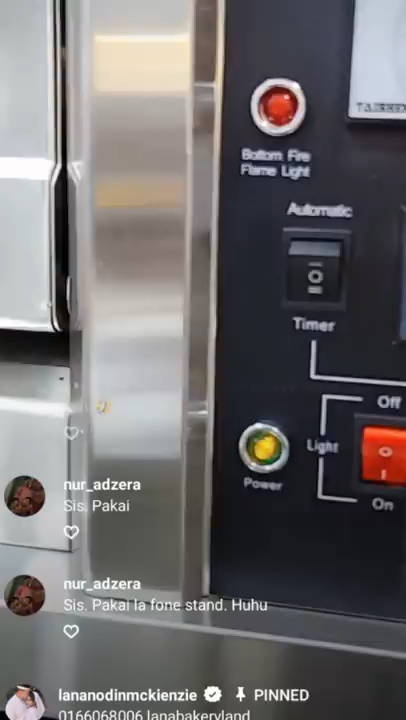 Bottom Fire
Flame Light
Automatic
Timer
Off
Light
Power
On
nur_adzera
Sis. Pakai
nur_adzera
Sis. Pakai la fone stand. Huhu
lananodinmckienzie PINNED
0166068006 lanabakeryland